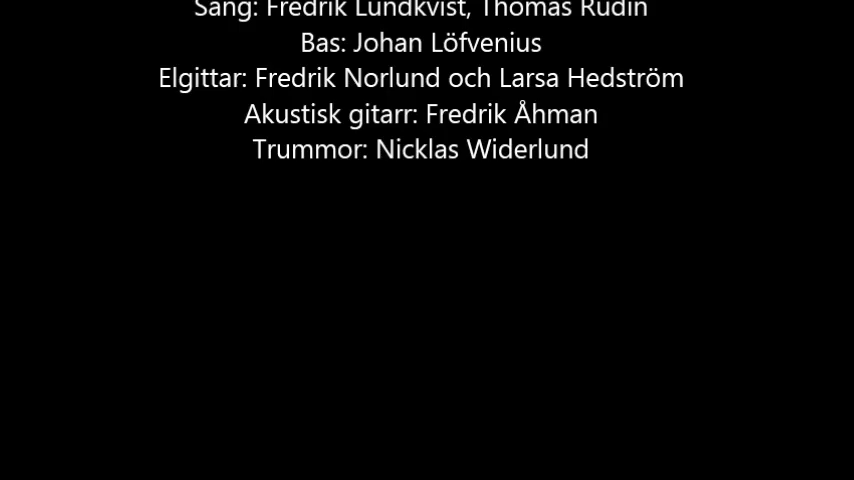 Sång: Fredrik Lundkvist, Thomas Rudin
Bas: Johan Löfvenius
Elgittar: Fredrik Norlund och Larsa Hedström
Akustisk gitarr: Fredrik Åhman
Trummor: Nicklas Widerlund